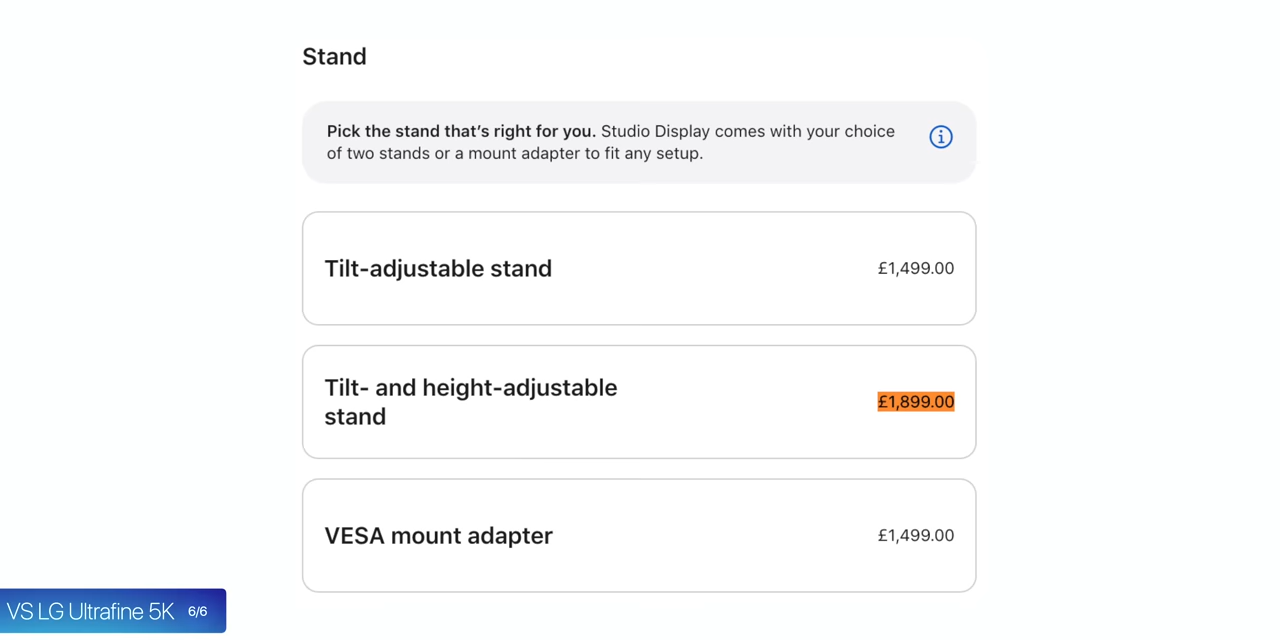 Stand
Pick the stand that's right for you. Studio Display comes with your choice
of two stands or a mount adapter to fit any setup.
Tilt-adjustable stand
£1,499.00
Tilt- and height-adjustable
stand
£1,899.00
VESA mount adapter
£1,499.00
VS LG Ultrafine 5K 6/6